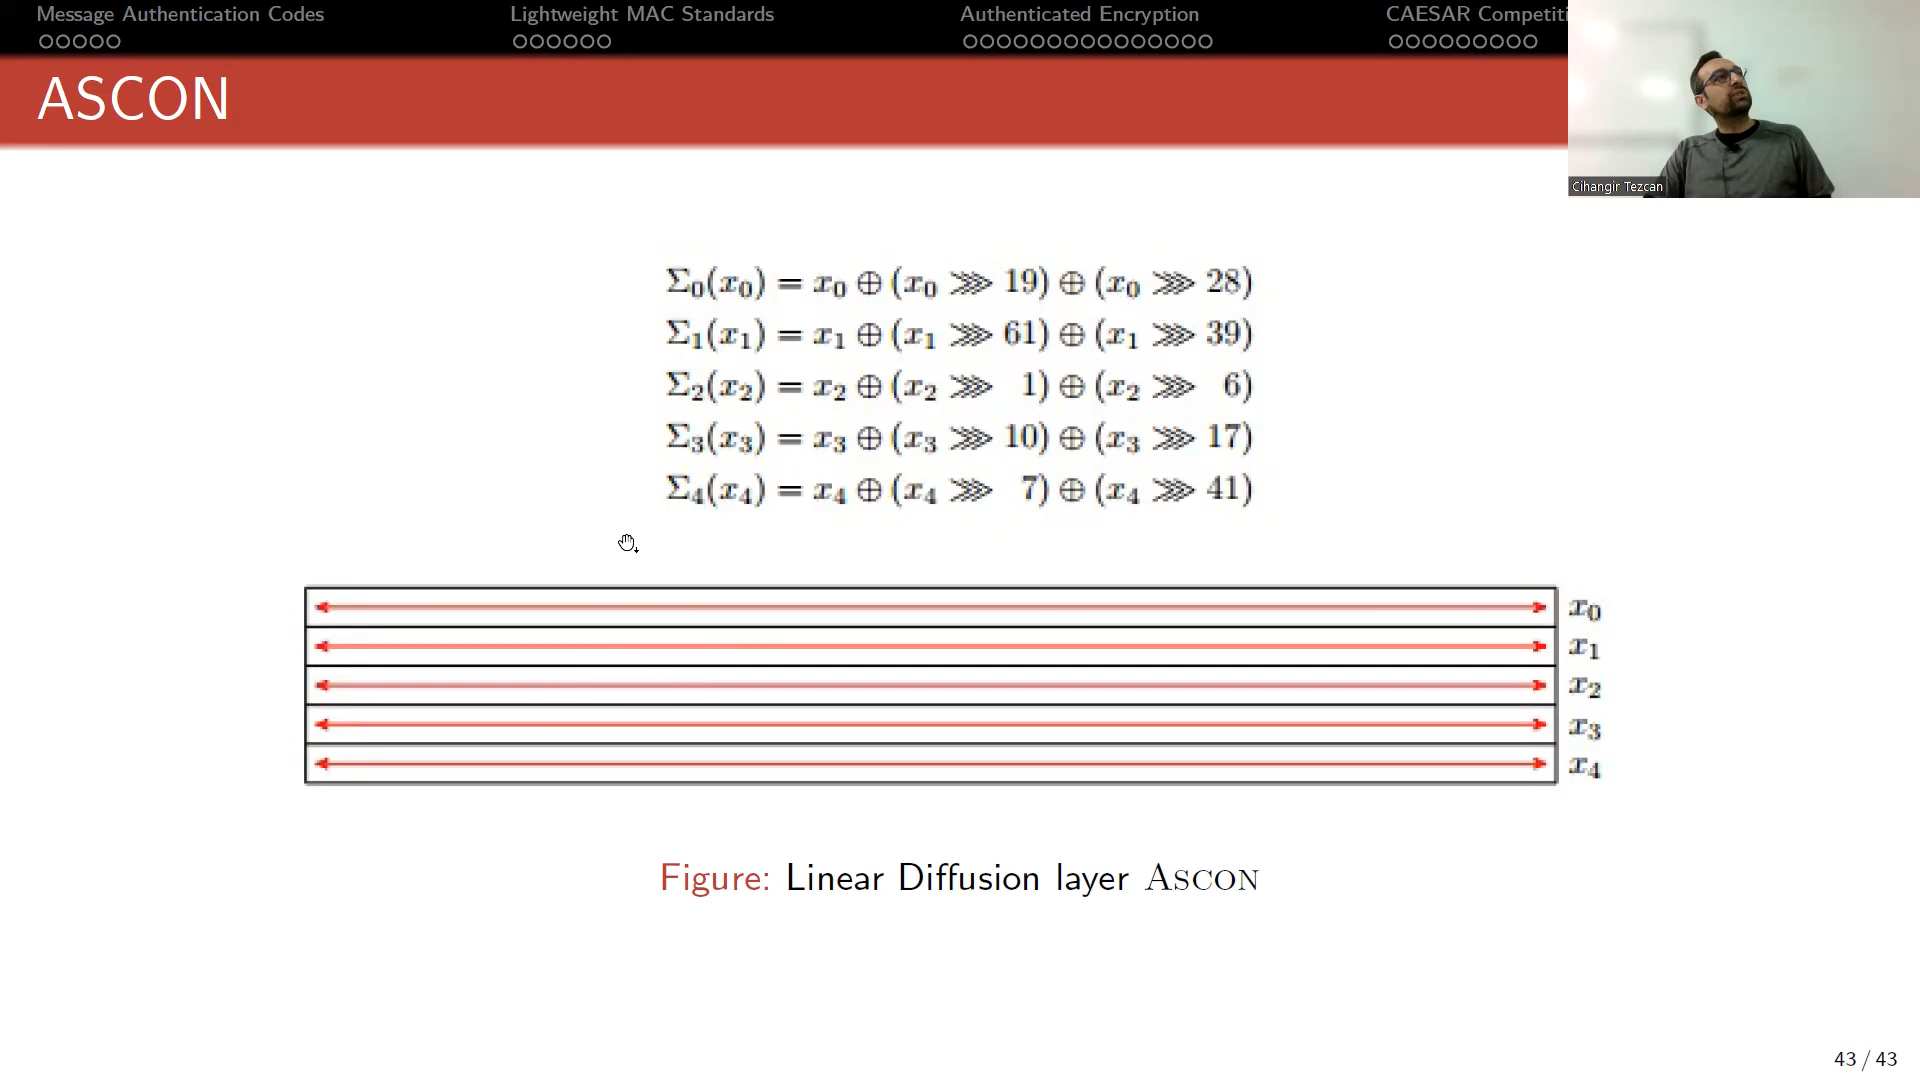 Message Authentication Codes
Lightweight MAC Standards
Authenticated Encryption
CAESAR Competiti
ASCON
Cihangir Tezcan
Σ₀(x₀) = x₀ ⊕ (x₀ ⋙ 19) ⊕ (x₀ ⋙ 28)
Σ₁(x₁) = x₁ ⊕ (x₁ ⋙ 61) ⊕ (x₁ ⋙ 39)
Σ₂(x₂) = x₂ ⊕ (x₂ ⋙ 1) ⊕ (x₂ ⋙ 6)
Σ₃(x₃) = x₃ ⊕ (x₃ ⋙ 10) ⊕ (x₃ ⋙ 17)
Σ₄(x₄) = x₄ ⊕ (x₄ ⋙ 7) ⊕ (x₄ ⋙ 41)
x₀
x₁
x₂
x₃
x₄
Figure: Linear Diffusion layer ASCON
43 / 43